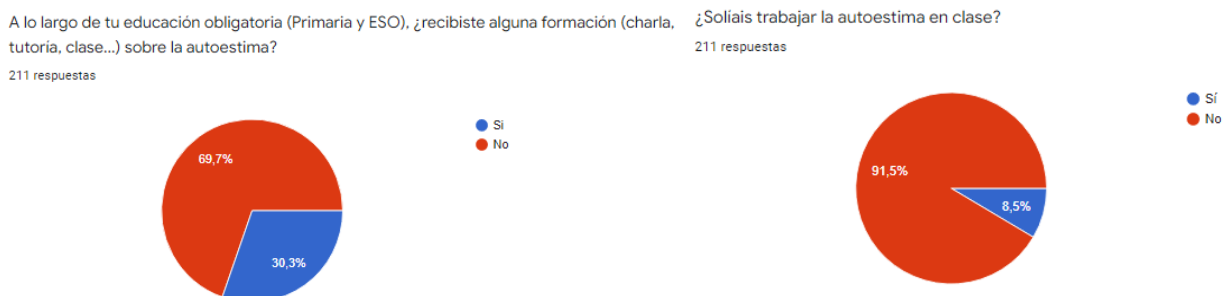 A lo largo de tu educación obligatoria (Primaria y ESO), ¿recibiste alguna formación (charla,
tutoría, clase...) sobre la autoestima?
211 respuestas
Si
No
69,7%
30,3%
¿Solíais trabajar la autoestima en clase?
211 respuestas
Sí
No
91,5%
8,5%